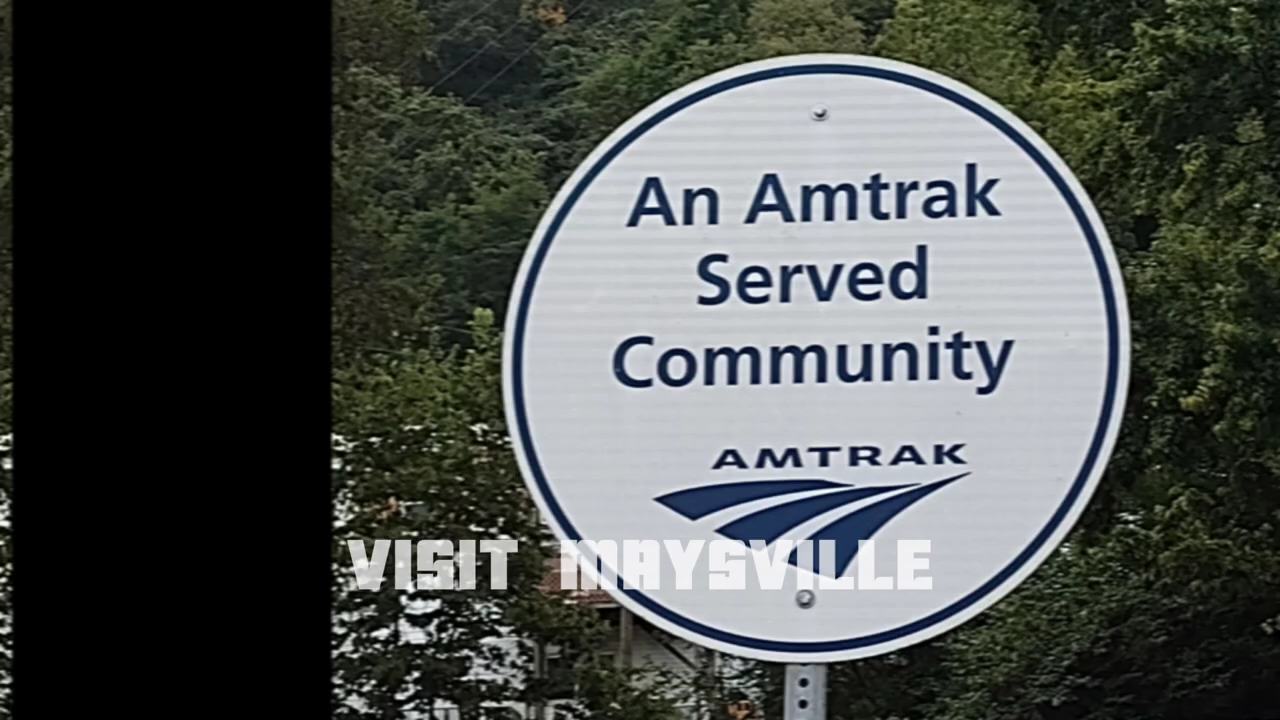 An Amtrak
Served
Community
AMTRAK
VISIT MAYSVILLE